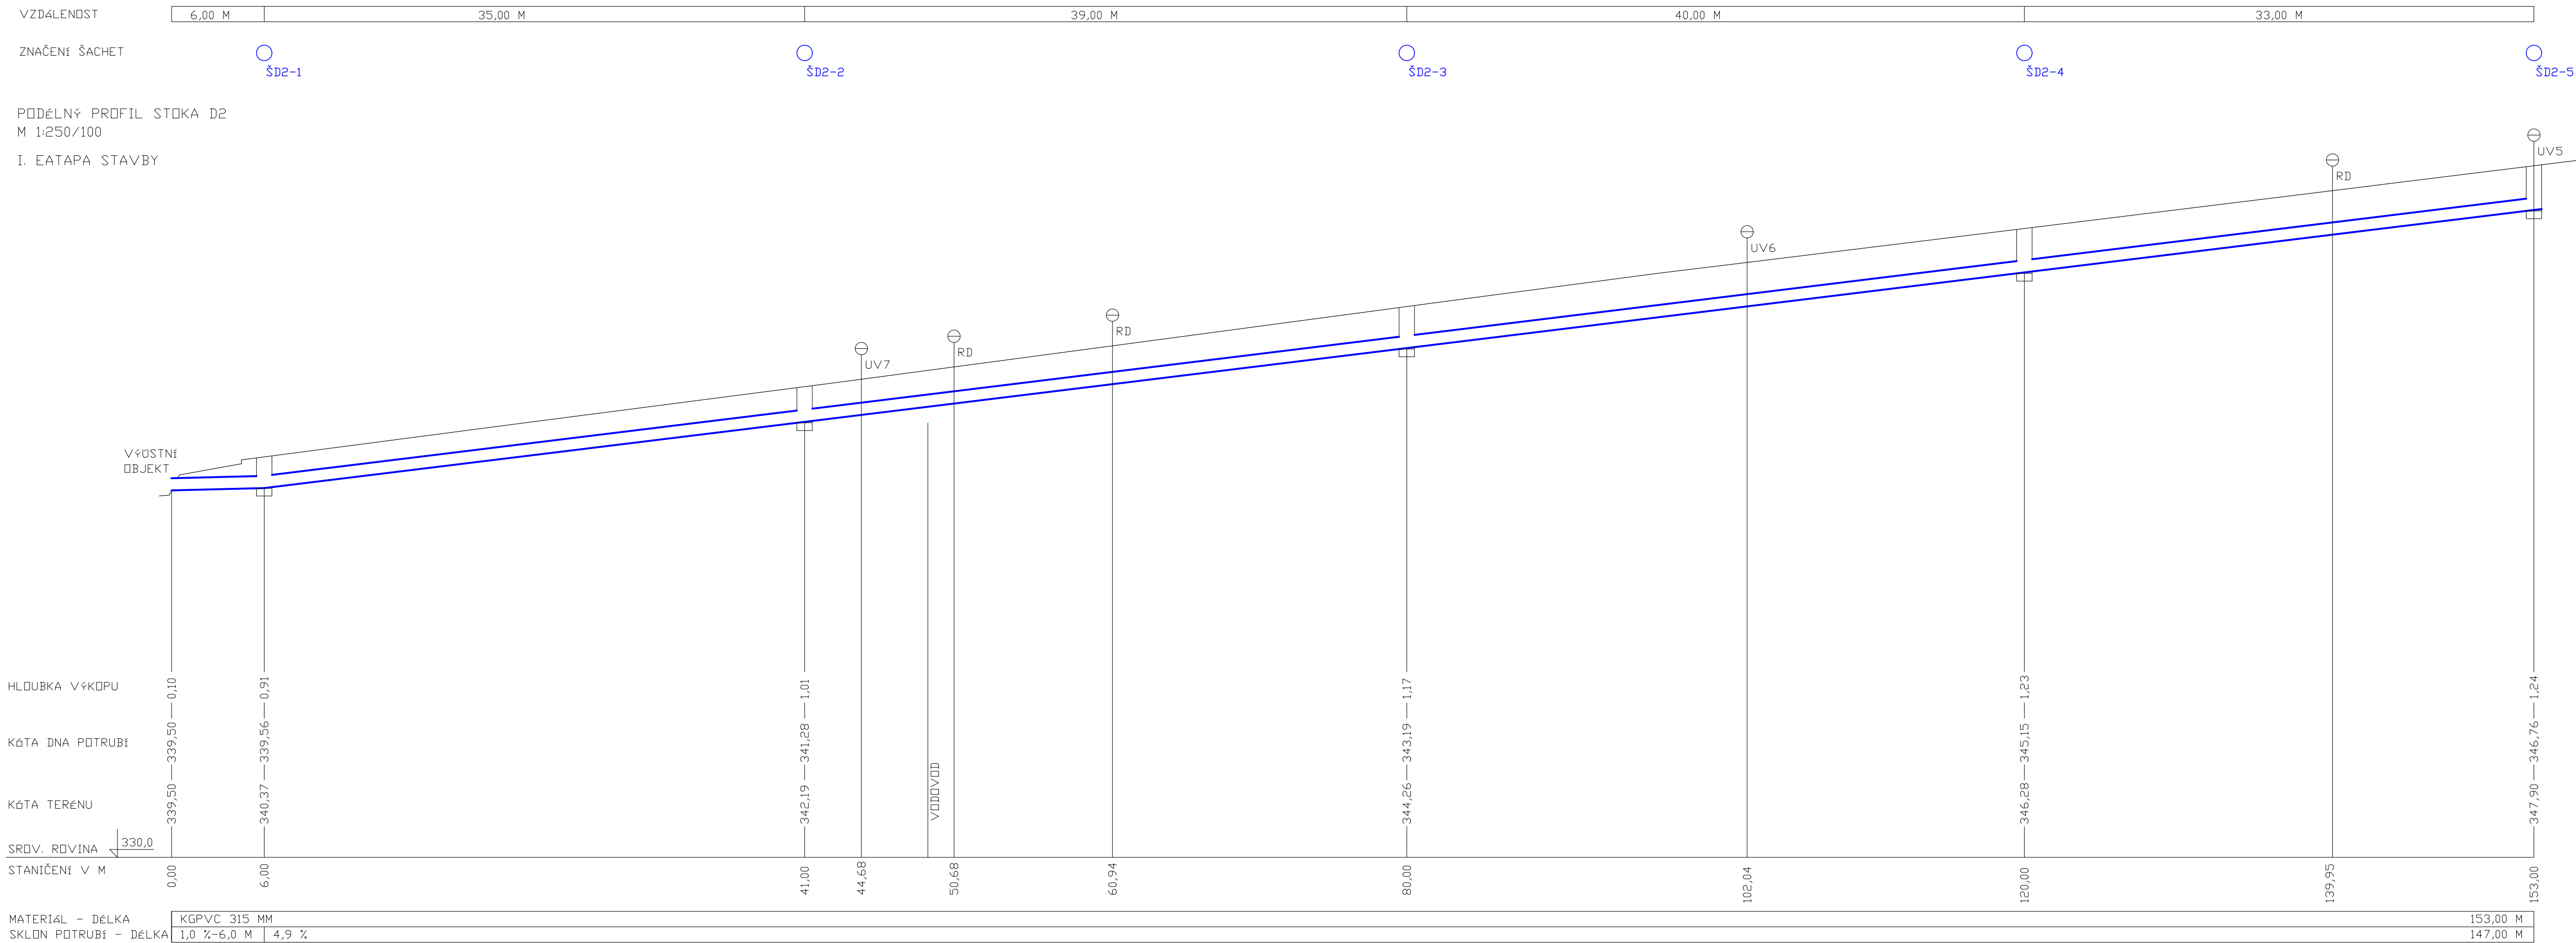 VZDÁLENOST 6,00 M 35,00 M 39,00 M 40,00 M 33,00 M
ZNAČENÍ ŠACHET
ŠD2-1 ŠD2-2 ŠD2-3 ŠD2-4 ŠD2-5
PODÉLNÝ PROFIL STOKA D2
M 1:250/100
I. EATAPA STAVBY
UV5
RD
UV6
RD
RD
UV7
VÝÚSTNÍ
OBJEKT
HLOUBKA VÝKOPU 0,10 0,91 1,01 1,17 1,23 1,24
KÓTA DNA POTRUBÍ 339,50 339,56 341,28 343,19 345,15 346,76
VODOVOD
KÓTA TERÉNU 339,50 340,37 342,19 344,26 346,28 347,90
SROV. ROVINA 330,0
STANIČENÍ V M 0,00 6,00 41,00 44,68 50,68 60,94 80,00 102,04 120,00 139,95 153,00
MATERIÁL - DÉLKA KGPVC 315 MM 153,00 M
SKLON POTRUBÍ - DÉLKA 1,0 %-6,0 M 4,9 % 147,00 M